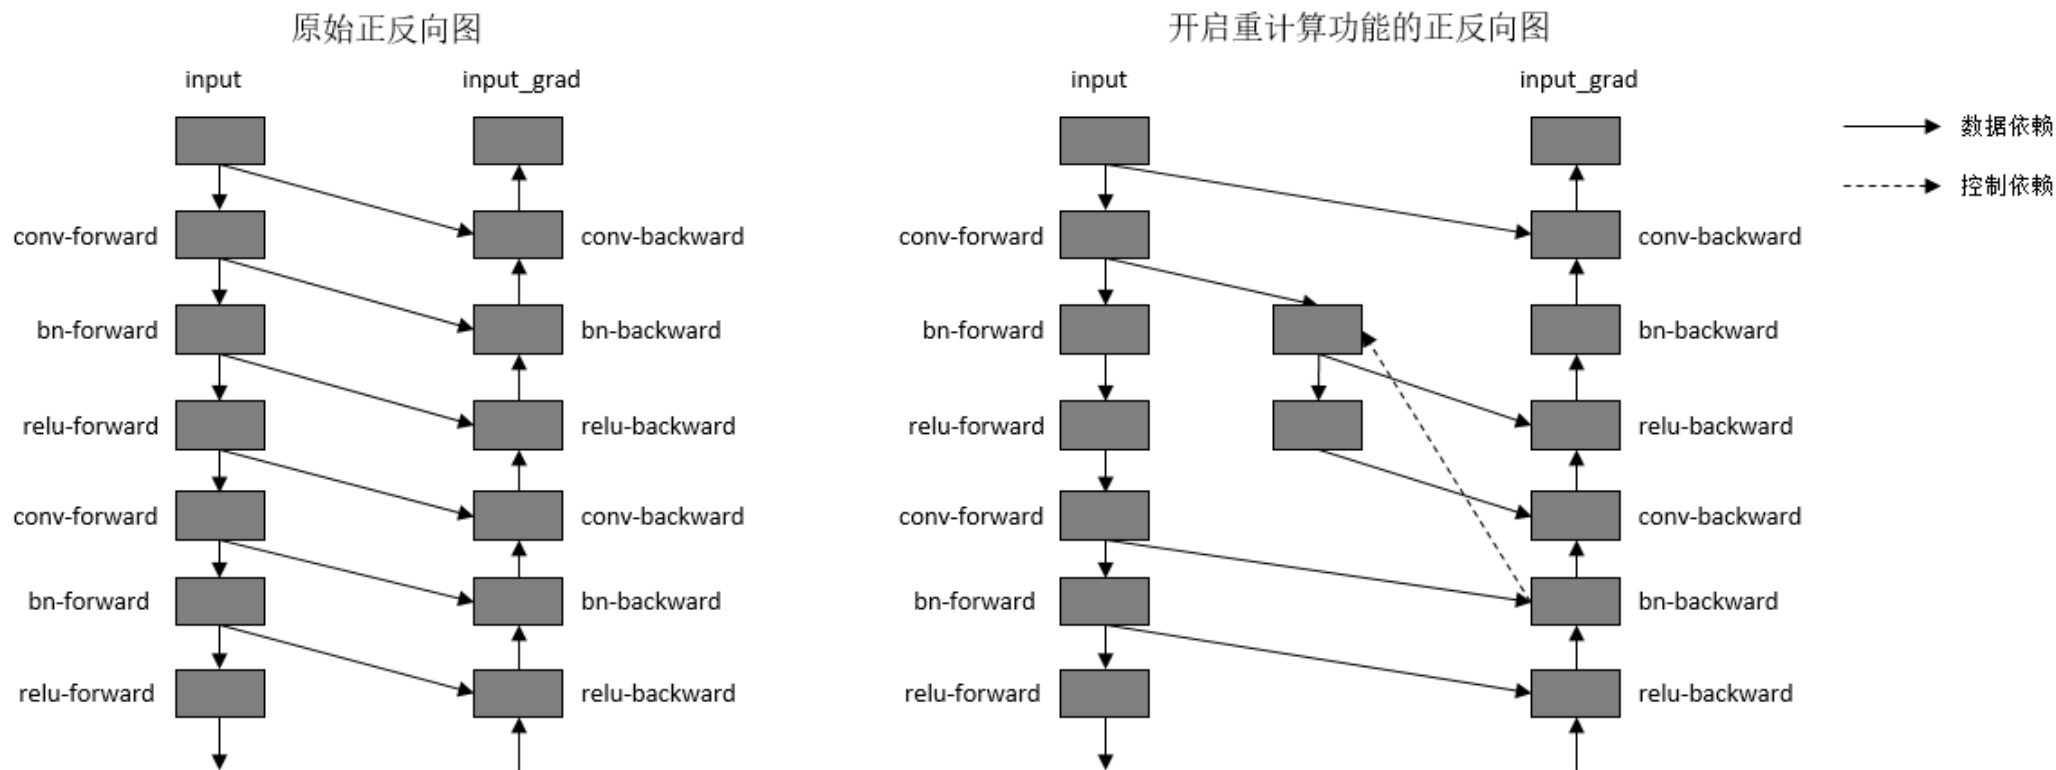 原始正反向图
input
input_grad
conv-forward
conv-backward
bn-forward
bn-backward
relu-forward
relu-backward
conv-forward
conv-backward
bn-forward
bn-backward
relu-forward
relu-backward
开启重计算功能的正反向图
input
input_grad
conv-forward
conv-backward
bn-forward
bn-backward
relu-forward
relu-backward
conv-forward
conv-backward
bn-forward
bn-backward
relu-forward
relu-backward
数据依赖
控制依赖